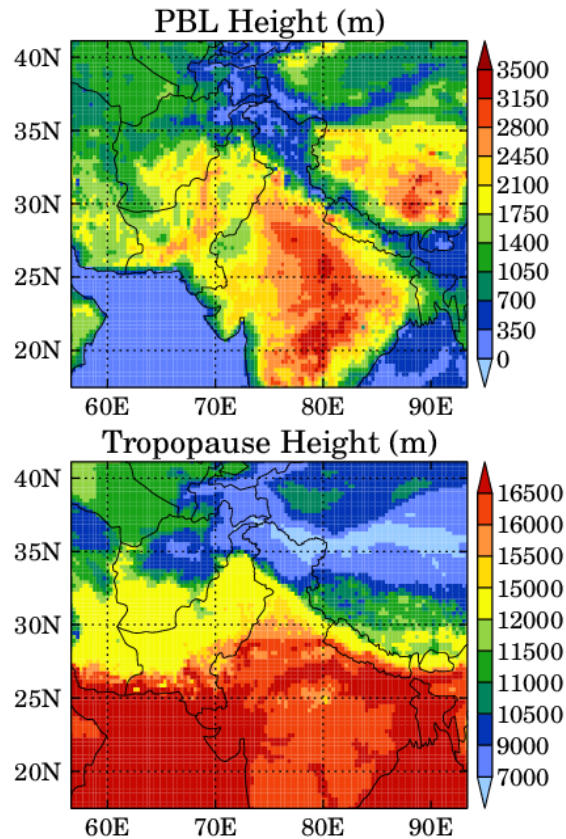 PBL Height (m)
40N
35N
30N
25N
20N
60E 70E 80E 90E
3500
3150
2800
2450
2100
1750
1400
1050
700
350
0
Tropopause Height (m)
40N
35N
30N
25N
20N
60E 70E 80E 90E
16500
16000
15500
15000
12000
11500
11000
10500
9000
7000